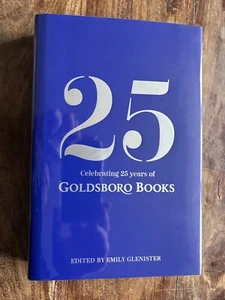 25
Celebrating 25 years of
GOLDSBORO BOOKS
EDITED BY EMILY GLENISTER